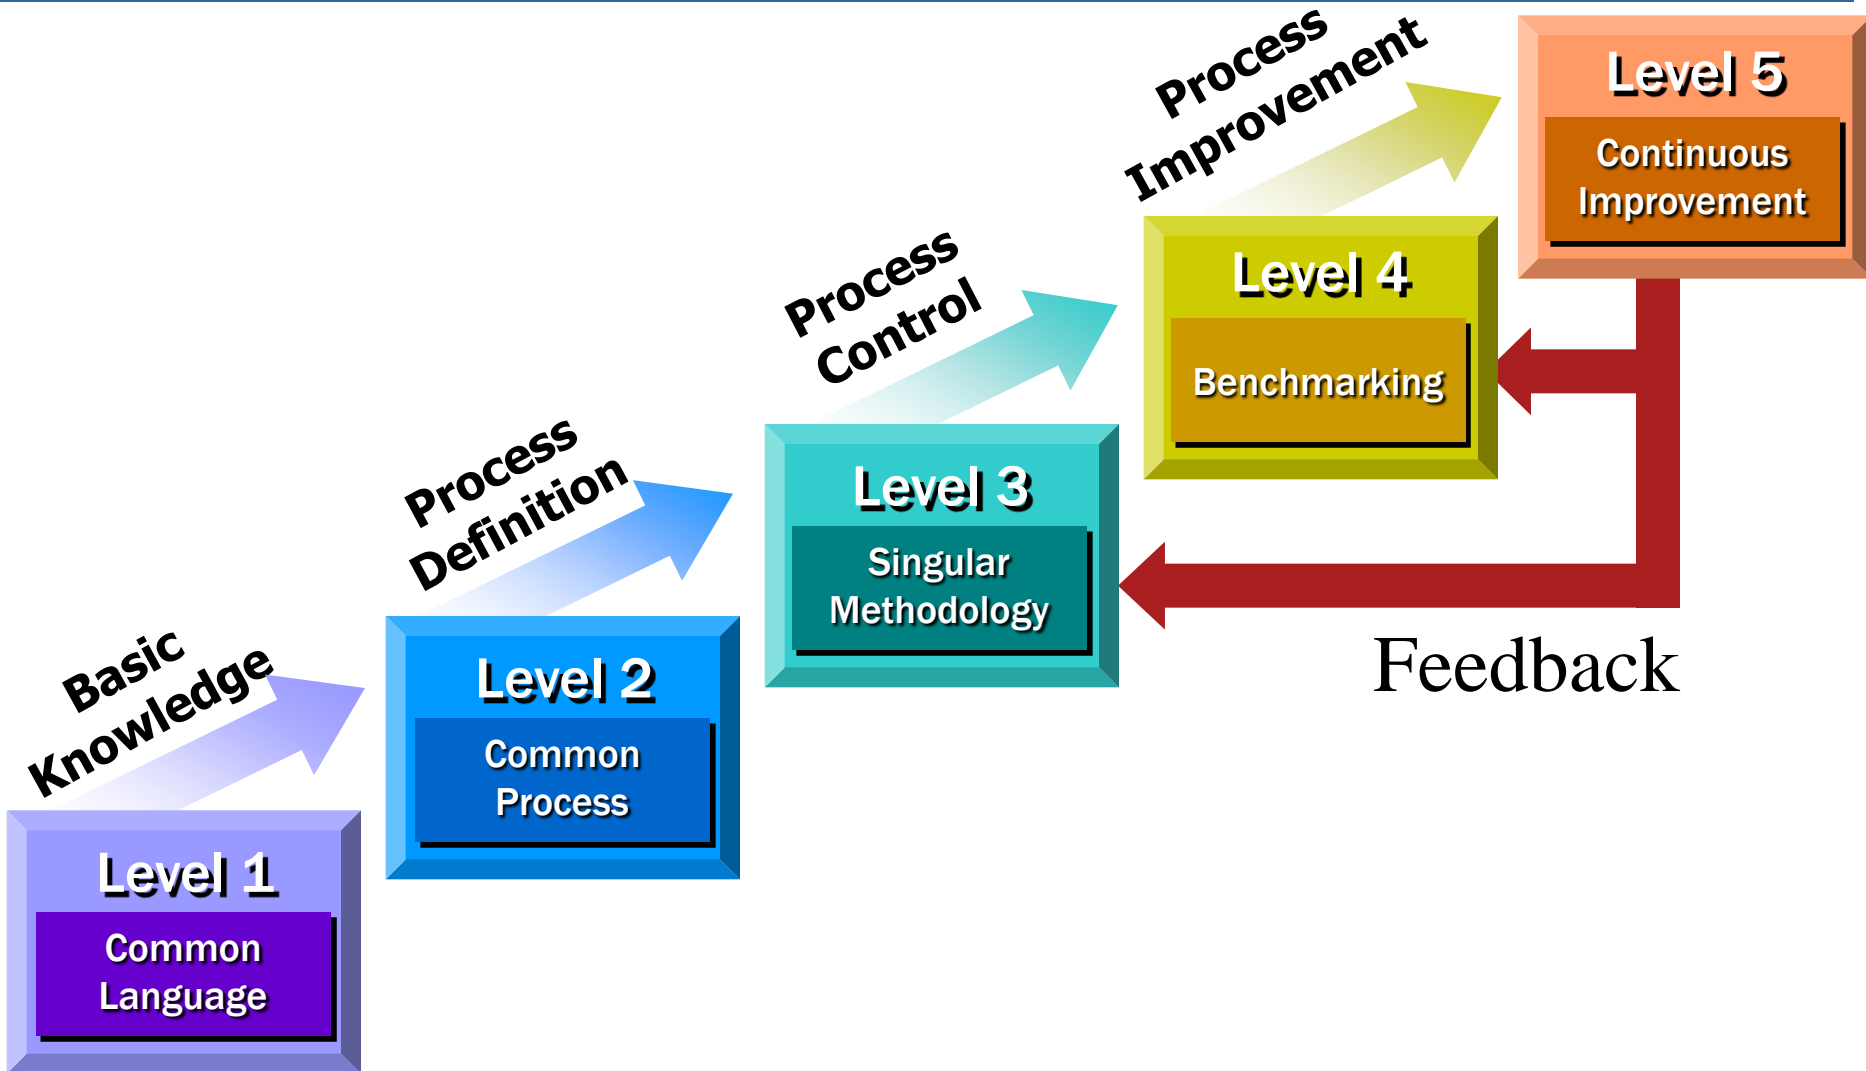 Process
Improvement
Level 5
Continuous
Improvement
Process
Control
Level 4
Benchmarking
Process
Definition
Level 3
Singular
Methodology
Feedback
Basic
Knowledge
Level 2
Common
Process
Level 1
Common
Language